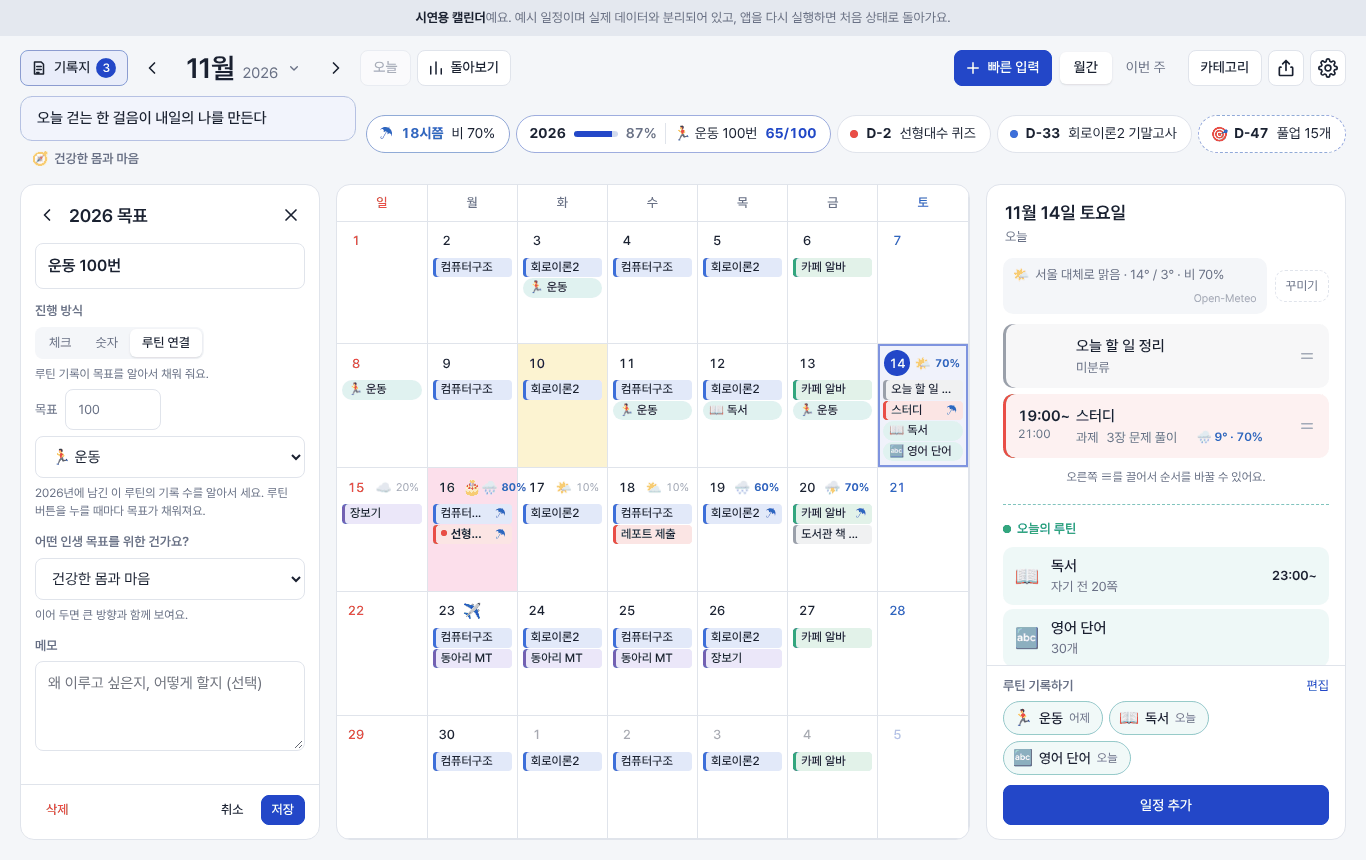 시연용 캘린더예요. 예시 일정이며 실제 데이터와 분리되어 있고, 앱을 다시 실행하면 처음 상태로 돌아가요.
기록지 3
11월 2026
오늘
돌아보기
빠른 입력
월간
이번 주
카테고리
오늘 걷는 한 걸음이 내일의 나를 만든다
건강한 몸과 마음
18시쯤 비 70%
2026 87% 운동 100번 65/100
D-2 선형대수 퀴즈
D-33 회로이론2 기말고사
D-47 풀업 15개
2026 목표
운동 100번
진행 방식
체크 숫자 루틴 연결
루틴 기록이 목표를 알아서 채워 줘요.
목표 100
운동
2026년에 남긴 이 루틴의 기록 수를 알아서 세요. 루틴
버튼을 누를 때마다 목표가 채워져요.
어떤 인생 목표를 위한 건가요?
건강한 몸과 마음
이어 두면 큰 방향과 함께 보여요.
메모
왜 이루고 싶은지, 어떻게 할지 (선택)
삭제 취소 저장
일 월 화 수 목 금 토
1 2 3 4 5 6 7
컴퓨터구조 회로이론2 컴퓨터구조 회로이론2 카페 알바
운동
8 9 10 11 12 13 14 70%
운동 컴퓨터구조 회로이론2 컴퓨터구조 회로이론2 카페 알바 오늘 할 일 ...
운동 독서 운동 스터디
독서
abc 영어 단어
15 20% 16 80% 17 10% 18 10% 19 60% 20 70% 21
장보기 컴퓨터... 회로이론2 컴퓨터구조 회로이론2 카페 알바
선형... 레포트 제출 도서관 책 ...
22 23 24 25 26 27 28
컴퓨터구조 회로이론2 컴퓨터구조 회로이론2 카페 알바
동아리 MT 동아리 MT 동아리 MT 장보기
29 30 1 2 3 4 5
컴퓨터구조 회로이론2 컴퓨터구조 회로이론2 카페 알바
11월 14일 토요일
오늘
서울 대체로 맑음 · 14° / 3° · 비 70%
Open-Meteo
꾸미기
오늘 할 일 정리
미분류
19:00~ 스터디
21:00 과제 3장 문제 풀이 9° · 70%
오른쪽 ≡를 끌어서 순서를 바꿀 수 있어요.
오늘의 루틴
독서
자기 전 20쪽
23:00~
abc 영어 단어
30개
루틴 기록하기 편집
운동 어제
독서 오늘
abc 영어 단어 오늘
일정 추가